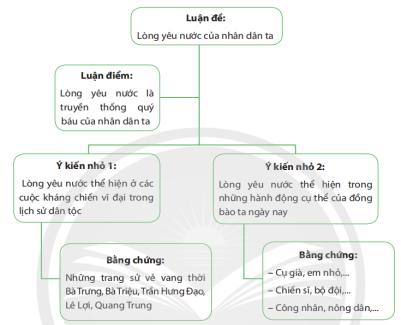 Luận đề:
Lòng yêu nước của nhân dân ta
Luận điểm:
Lòng yêu nước là
truyền thống quý
báu của nhân dân ta
Ý kiến nhỏ 1:
Lòng yêu nước thể hiện ở các
cuộc kháng chiến vĩ đại trong
lịch sử dân tộc
Bằng chứng:
Những trang sử vẻ vang thời
Bà Trưng, Bà Triệu, Trần Hưng Đạo,
Lê Lợi, Quang Trung
Ý kiến nhỏ 2:
Lòng yêu nước thể hiện trong
những hành động cụ thể của đồng
bào ta ngày nay
Bằng chứng:
– Cụ già, em nhỏ,...
– Chiến sĩ, bộ đội,...
– Công nhân, nông dân,...